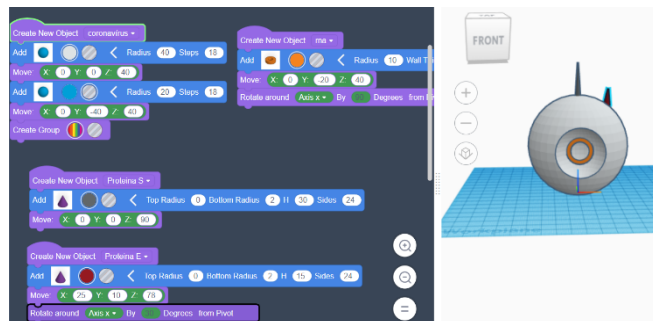 Create New Object coronavirus
Add Radius 40 Steps 18
Move: X: 0 Y: 0 Z: 40
Add Radius 20 Steps 18
Move: X: 0 Y: -40 Z: 40
Create Group
Create New Object ma
Add Radius 10 Wall
Move: X: 0 Y: -20 Z: 40
Rotate around Axis x By Degrees from
Create New Object Proteina S
Add Top Radius 0 Bottom Radius 2 H 30 Sides 24
Move: X: 0 Y: 0 Z: 90
Create New Object Proteina E
Add Top Radius 0 Bottom Radius 2 H 15 Sides 24
Move: X: 25 Y: 10 Z: 78
Rotate around Axis x By Degrees from Pivot
FRONT